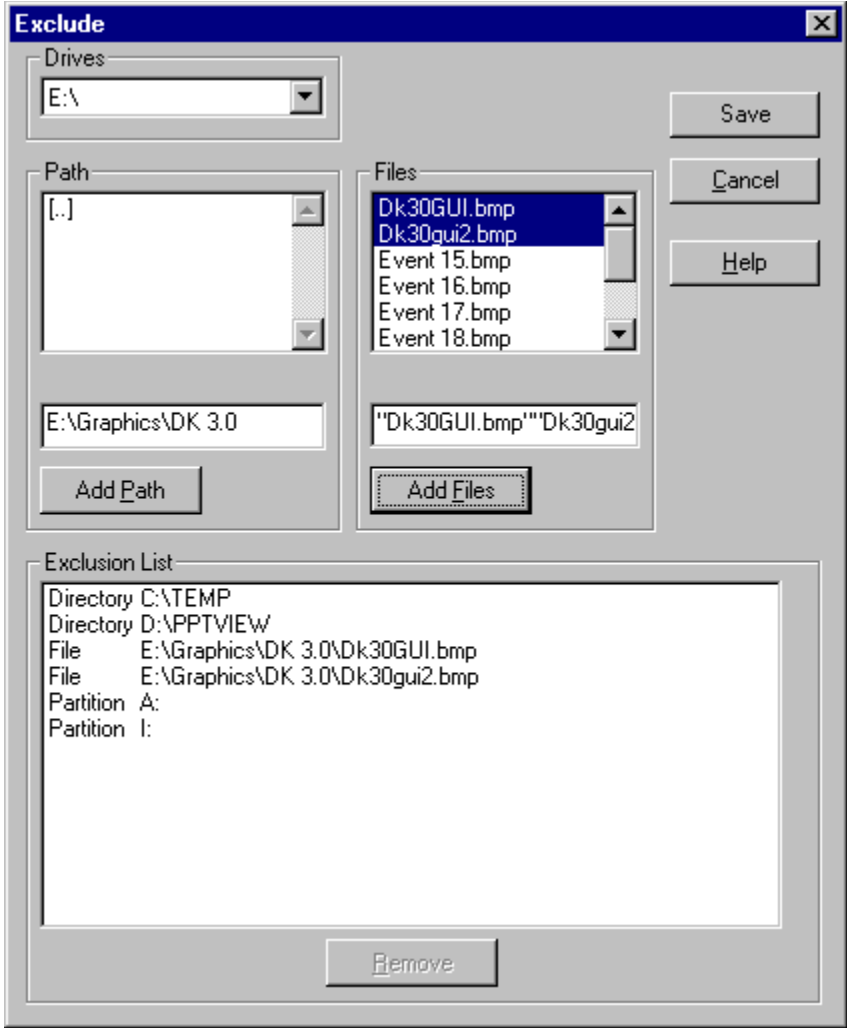 Exclude
Drives
E:\
Save
Path
Files
Cancel
[..]
Dk30GUI.bmp
Dk30gui2.bmp
Event 15.bmp
Event 16.bmp
Event 17.bmp
Event 18.bmp
Help
E:\Graphics\DK 3.0
"Dk30GUI.bmp""Dk30gui2
Add Path
Add Files
Exclusion List
Directory C:\TEMP
Directory D:\PPTVIEW
File E:\Graphics\DK 3.0\Dk30GUI.bmp
File E:\Graphics\DK 3.0\Dk30gui2.bmp
Partition A:
Partition I:
Remove